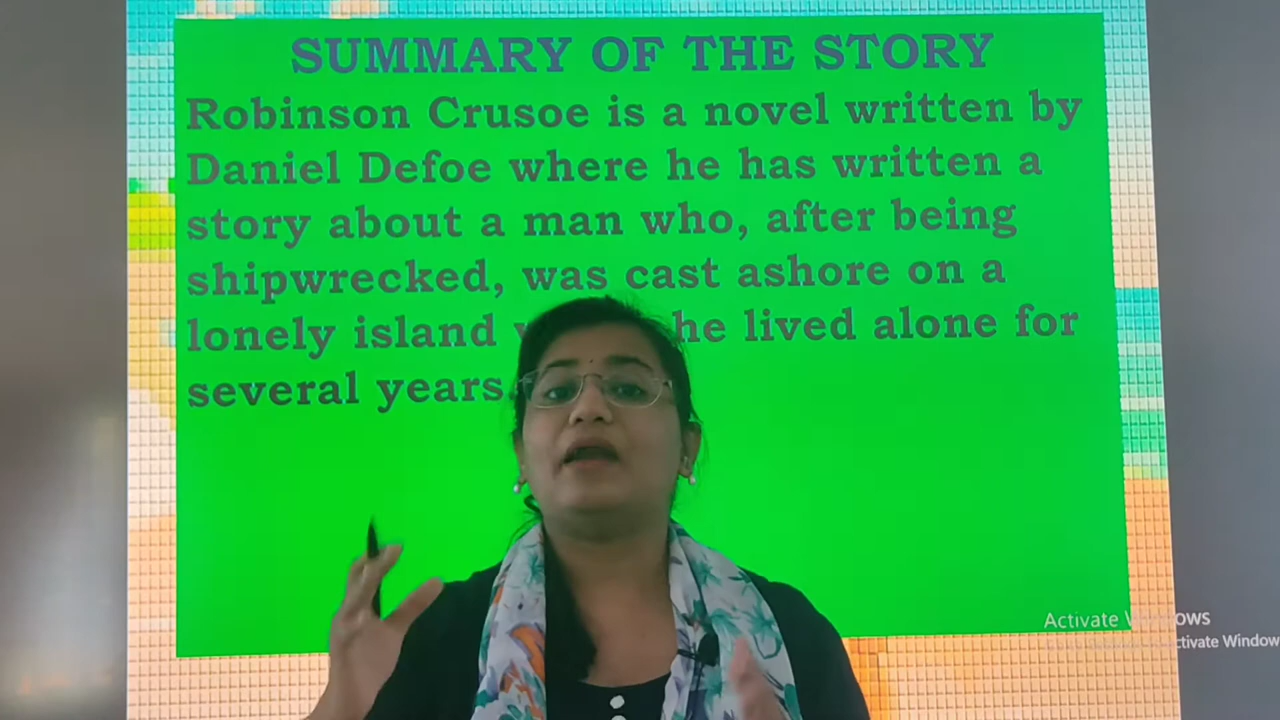 SUMMARY OF THE STORY
Robinson Crusoe is a novel written by
Daniel Defoe where he has written a
story about a man who, after being
shipwrecked, was cast ashore on a
lonely island he lived alone for
several years.
Activate